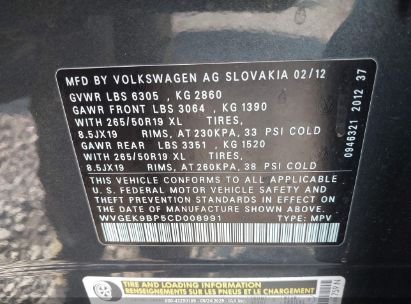 MFD BY VOLKSWAGEN AG SLOVAKIA 02/12
GVWR LBS 6305 , KG 2860
GAWR FRONT LBS 3064 , KG 1390
WITH 265/50R19 XL TIRES,
8.5JX19 RIMS, AT 230KPA, 33 PSI COLD
GAWR REAR LBS 3351 , KG 1520
WITH 265/50R19 XL TIRES,
8.5JX19 RIMS, AT 260KPA, 38 PSI COLD
THIS VEHICLE CONFORMS TO ALL APPLICABLE
U. S. FEDERAL MOTOR VEHICLE SAFETY AND
THEFT PREVENTION STANDARDS IN EFFECT ON THE
DATE OF MANUFACTURE SHOWN ABOVE.
WVGEK9BP5CD008991 TYPE: MPV
0946321 2012 37
TIRE AND LOADING INFORMATION
RENSEIGNEMENTS SUR LES PNEUS ET LE CHARGEMENT